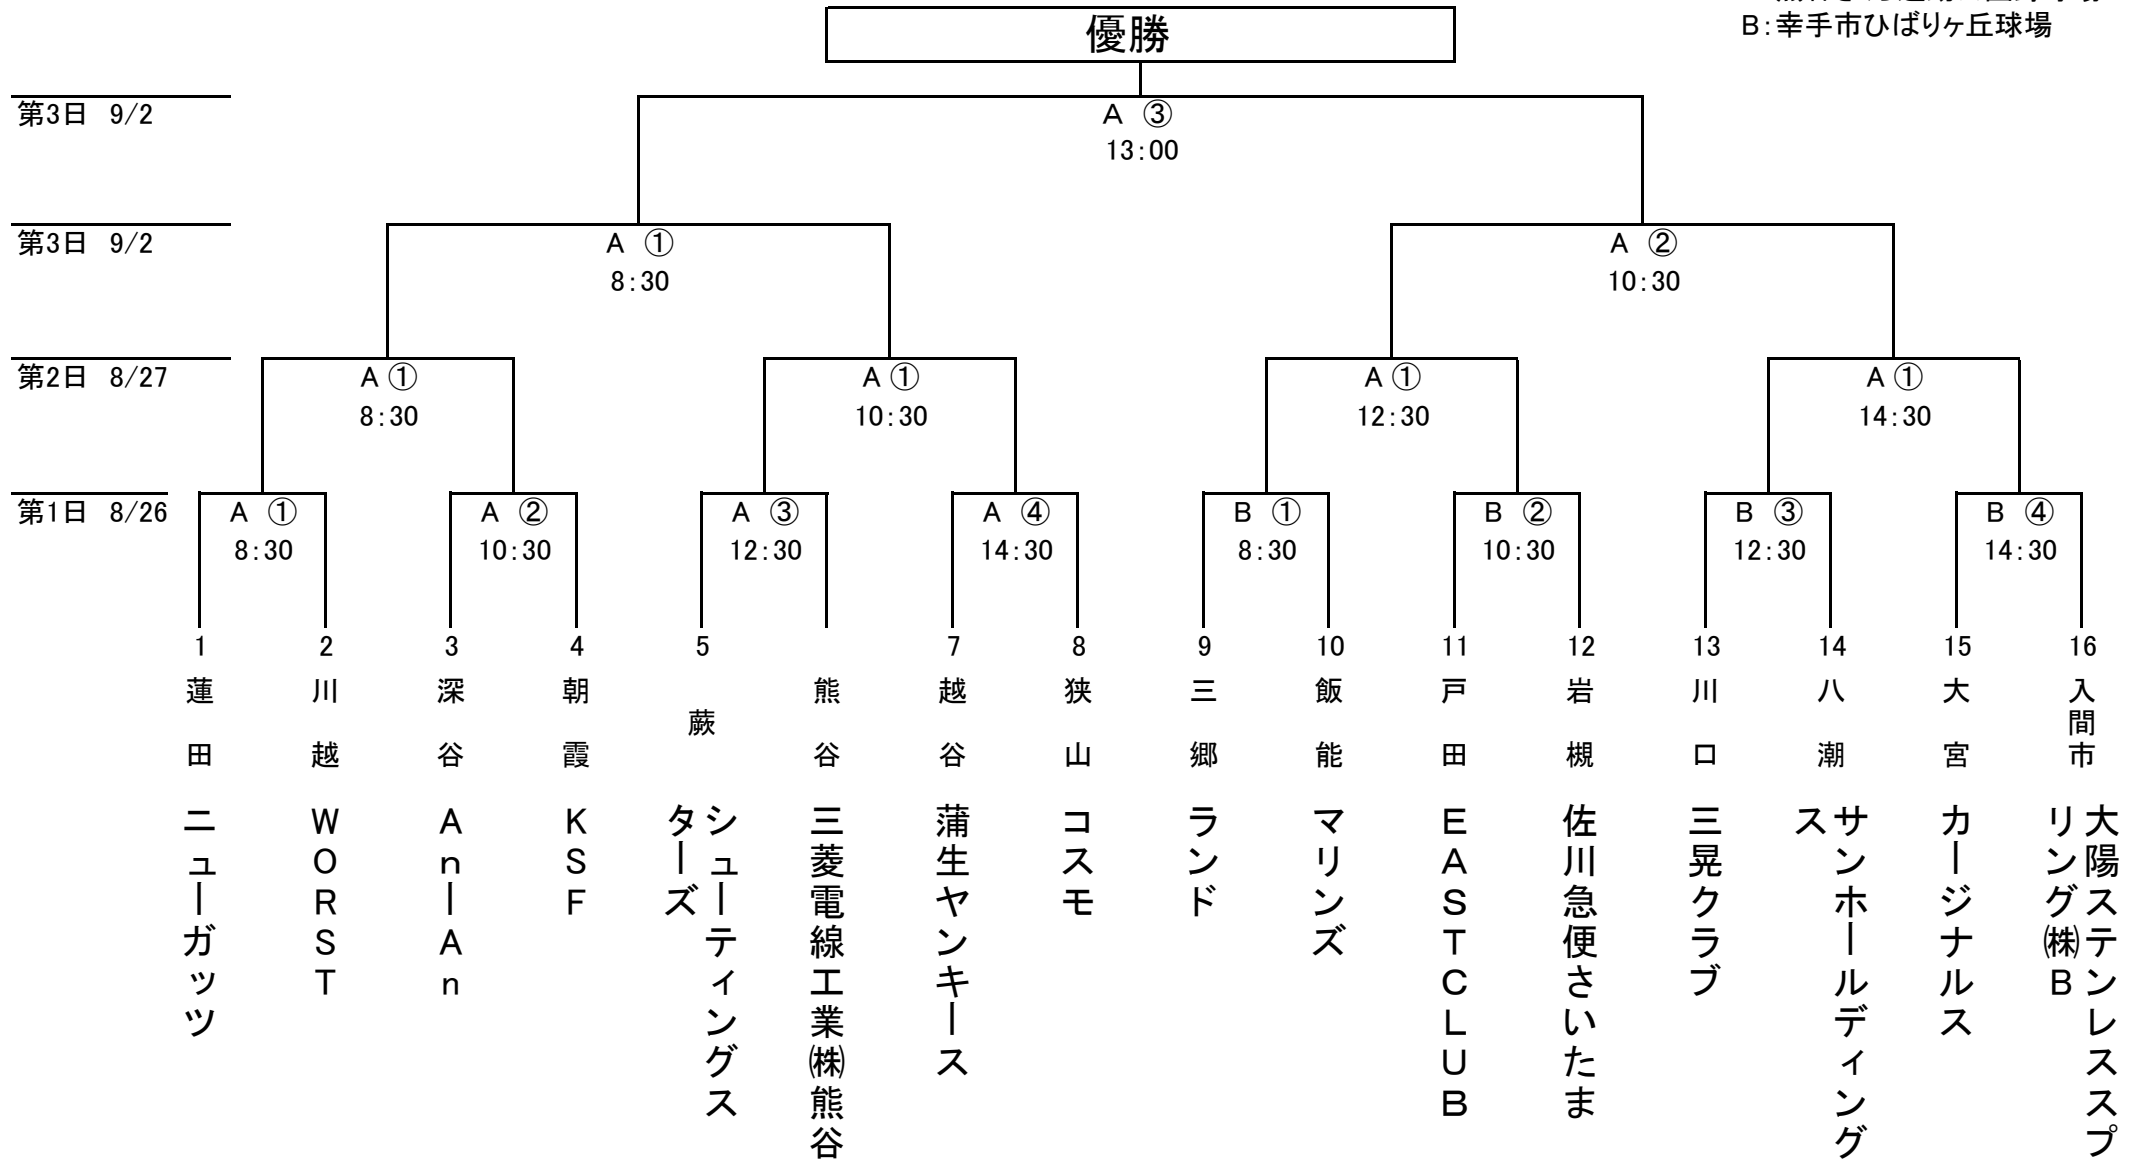 B：幸手市ひばりヶ丘球場
優勝
第3日 9/2
A ③
13：00
第3日 9/2
A ①
8：30
A ②
10：30
第2日 8/27
A ①
8：30
A ①
10：30
A ①
12：30
A ①
14：30
第1日 8/26
A ①
8：30
A ②
10：30
A ③
12：30
A ④
14：30
B ①
8：30
B ②
10：30
B ③
12：30
B ④
14：30
1
蓮田
ニューガッツ
2
川越
WORST
3
深谷
An－An
4
朝霞
KSF
5
蕨
シューティングス
ターズ
熊谷
三菱電線工業㈱熊谷
7
越谷
蒲生ヤンキース
8
狭山
コスモ
9
三郷
ランド
10
飯能
マリンズ
11
戸田
EASTCLUB
12
岩槻
佐川急便さいたま
13
川口
三晃クラブ
14
八潮
サンホールディング
ス
15
大宮
カージナルス
16
入間市
大陽ステンレススプ
リング㈱B